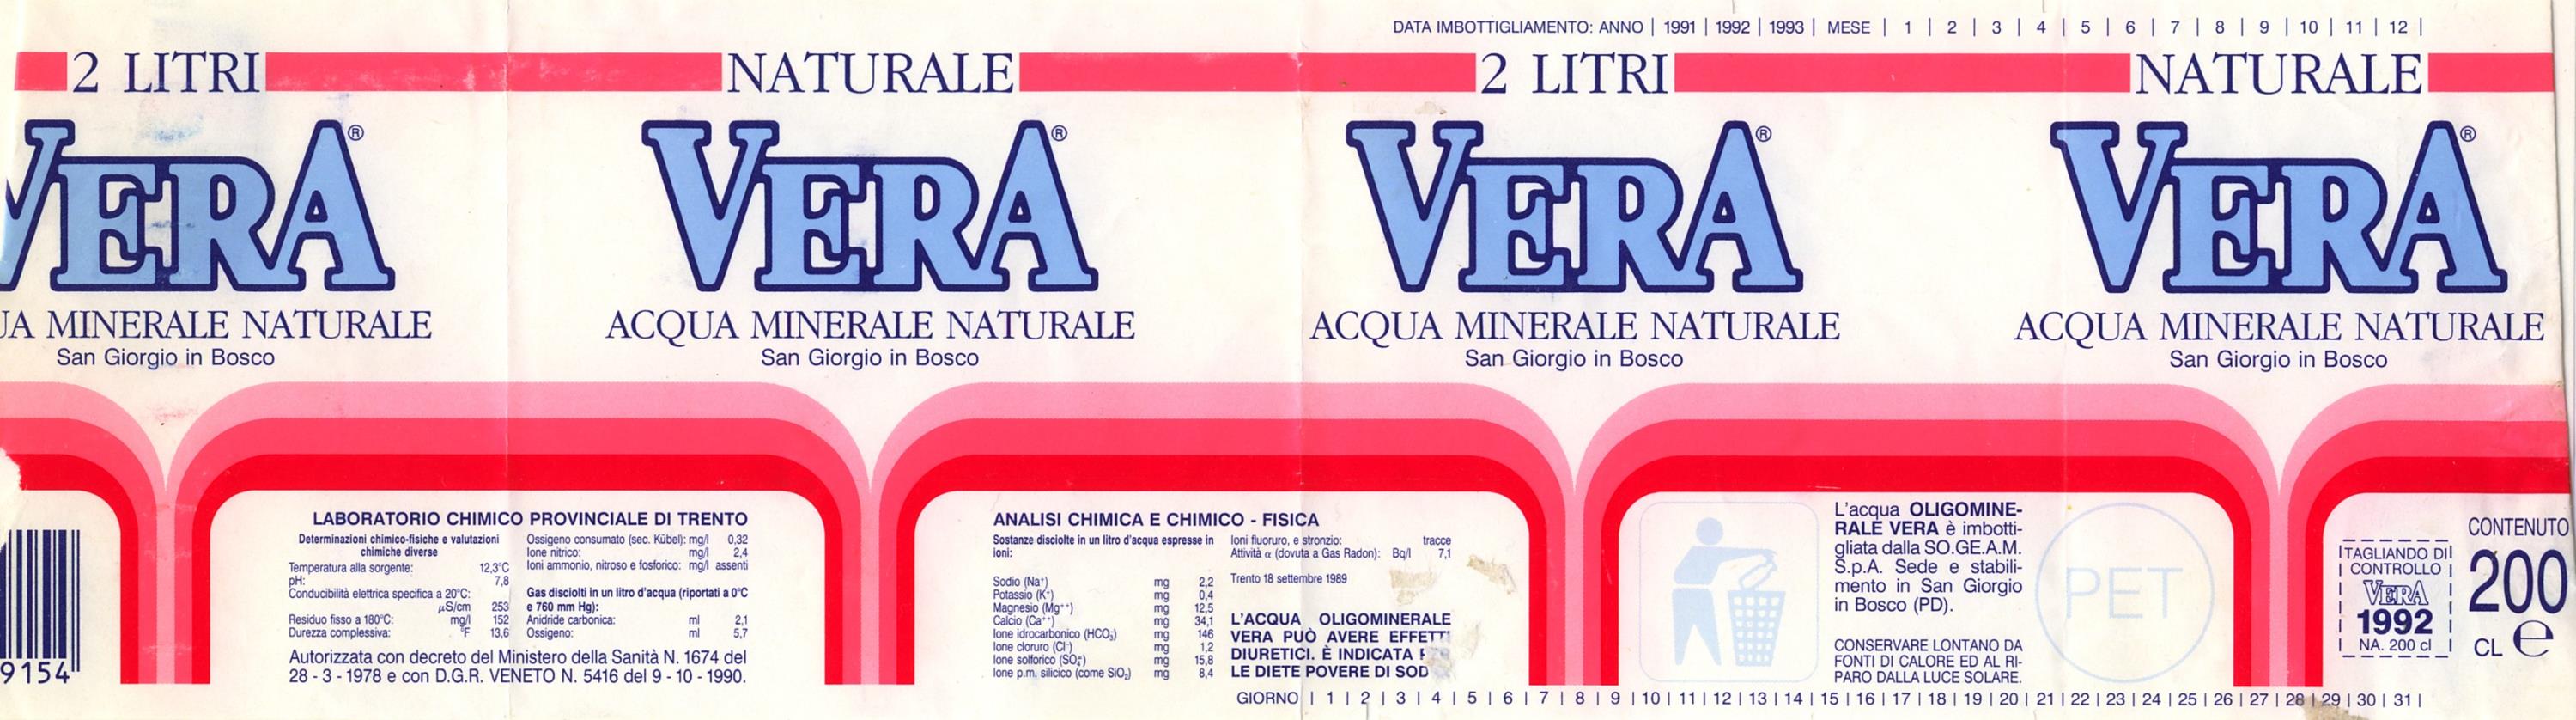 DATA IMBOTTIGLIAMENTO: ANNO | 1991 | 1992 | 1993 | MESE | 1 | 2 | 3 | 4 | 5 | 6 | 7 | 8 | 9 | 10 | 11 | 12 |
2 LITRI NATURALE 2 LITRI NATURALE
VERA® VERA® VERA® VERA®
UA MINERALE NATURALE ACQUA MINERALE NATURALE ACQUA MINERALE NATURALE ACQUA MINERALE NATURALE
San Giorgio in Bosco San Giorgio in Bosco San Giorgio in Bosco San Giorgio in Bosco
9154
LABORATORIO CHIMICO PROVINCIALE DI TRENTO
Determinazioni chimico-fisiche e valutazioni
chimiche diverse
Temperatura alla sorgente: 12,3°C
pH: 7,8
Conducibilità elettrica specifica a 20°C:
µS/cm 253
Residuo fisso a 180°C: mg/l 152
Durezza complessiva: °F 13,6
Ossigeno consumato (sec. Kübel): mg/l 0,32
Ione nitrico: mg/l 2,4
Ioni ammonio, nitroso e fosforico: mg/l assenti
Gas disciolti in un litro d'acqua (riportati a 0°C
e 760 mm Hg):
Anidride carbonica: ml 2,1
Ossigeno: ml 5,7
Autorizzata con decreto del Ministero della Sanità N. 1674 del
28 - 3 - 1978 e con D.G.R. VENETO N. 5416 del 9 - 10 - 1990.
ANALISI CHIMICA E CHIMICO - FISICA
Sostanze disciolte in un litro d'acqua espresse in
ioni:
Sodio (Na⁺) mg 2,2
Potassio (K⁺) mg 0,4
Magnesio (Mg⁺⁺) mg 12,5
Calcio (Ca⁺⁺) mg 34,1
Ione idrocarbonico (HCO₃⁻) mg 146
Ione cloruro (Cl⁻) mg 1,2
Ione solforico (SO₄⁼) mg 15,8
Ione p.m. silicico (come SiO₂) mg 8,4
Ioni fluoruro, e stronzio: tracce
Attività α (dovuta a Gas Radon): Bq/l 7,1
Trento 18 settembre 1989
L'ACQUA OLIGOMINERALE
VERA PUÒ AVERE EFFETTI
DIURETICI. È INDICATA
LE DIETE POVERE DI SOD
L'acqua OLIGOMINE-
RALE VERA è imbotti-
gliata dalla SO.GE.A.M.
S.p.A. Sede e stabili-
mento in San Giorgio
in Bosco (PD).
CONSERVARE LONTANO DA
FONTI DI CALORE ED AL RI-
PARO DALLA LUCE SOLARE.
PET
TAGLIANDO DI
CONTROLLO
VERA
1992
NA. 200 cl
CONTENUTO
200
CL e
GIORNO | 1 | 2 | 3 | 4 | 5 | 6 | 7 | 8 | 9 | 10 | 11 | 12 | 13 | 14 | 15 | 16 | 17 | 18 | 19 | 20 | 21 | 22 | 23 | 24 | 25 | 26 | 27 | 28 | 29 | 30 | 31 |